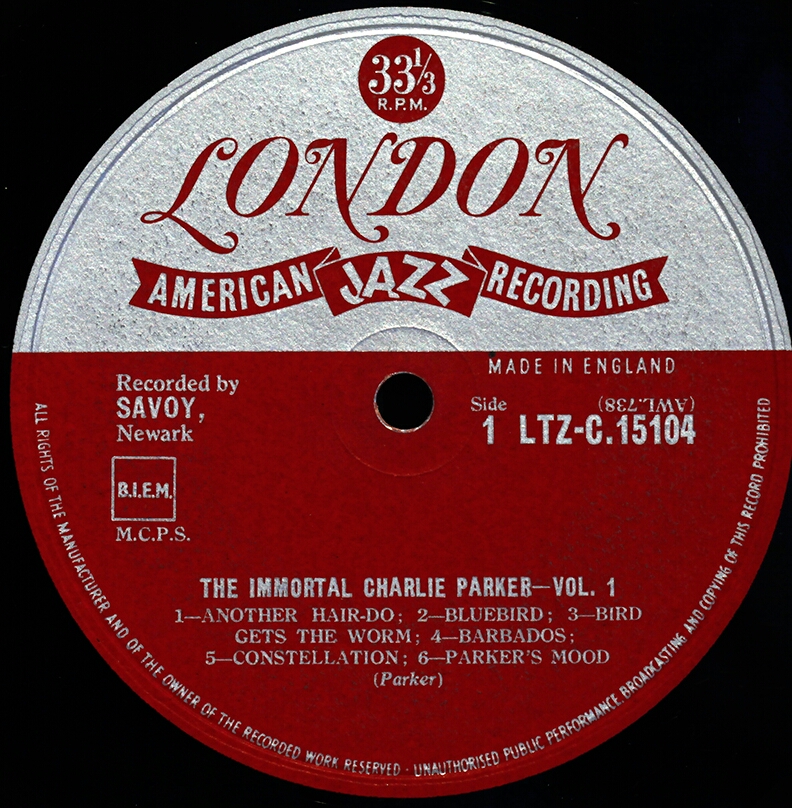 33⅓
R.P.M.
LONDON
AMERICAN JAZZ RECORDING
MADE IN ENGLAND
Recorded by
SAVOY,
Newark
Side
1
(AWL.738)
LTZ-C.15104
B.I.E.M.
M.C.P.S.
THE IMMORTAL CHARLIE PARKER—VOL. 1
1—ANOTHER HAIR-DO; 2—BLUEBIRD; 3—BIRD
GETS THE WORM; 4—BARBADOS;
5—CONSTELLATION; 6—PARKER'S MOOD
(Parker)
ALL RIGHTS OF THE MANUFACTURER AND OF THE OWNER OF THE RECORDED WORK RESERVED · UNAUTHORISED PUBLIC PERFORMANCE, BROADCASTING AND COPYING OF THIS RECORD PROHIBITED